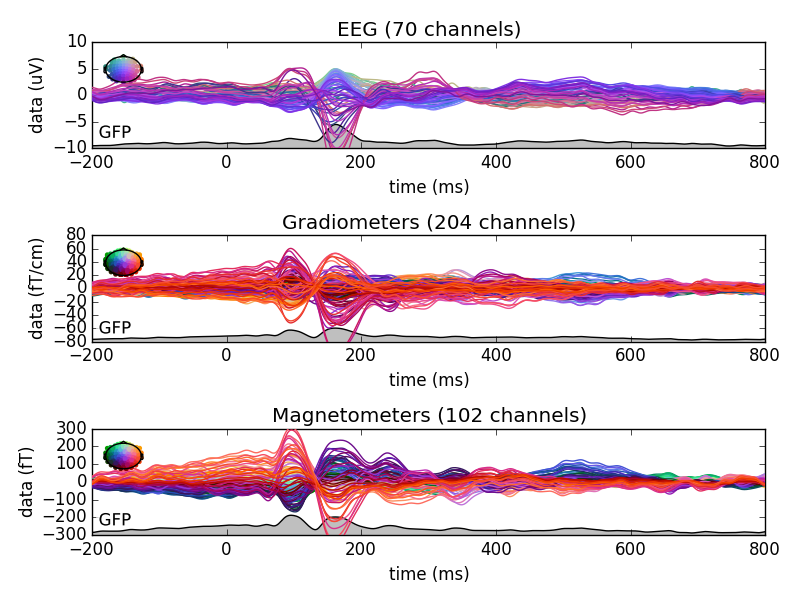 EEG (70 channels)
10
5
0
−5
−10
data (uV)
GFP
−200 0 200 400 600 800
time (ms)
Gradiometers (204 channels)
80
60
40
20
0
−20
−40
−60
−80
data (fT/cm)
GFP
−200 0 200 400 600 800
time (ms)
Magnetometers (102 channels)
300
200
100
0
−100
−200
−300
data (fT)
GFP
−200 0 200 400 600 800
time (ms)